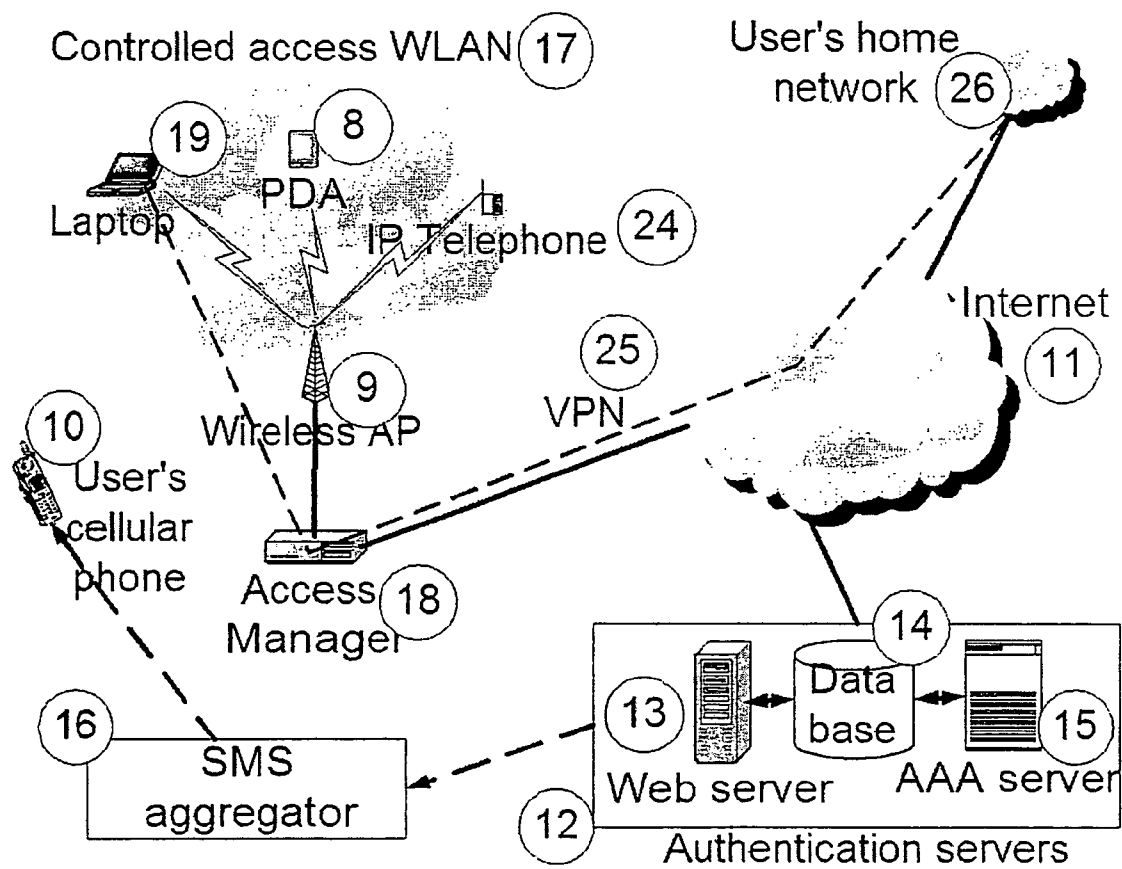 Controlled access WLAN 17
User's home
network 26
19
8
Laptop
PDA
IP Telephone 24
Internet
11
25
VPN
9
Wireless AP
10
User's
cellular
phone
Access 18
Manager
14
16
SMS
aggregator
13
Data
base
15
Web server
AAA server
12
Authentication servers